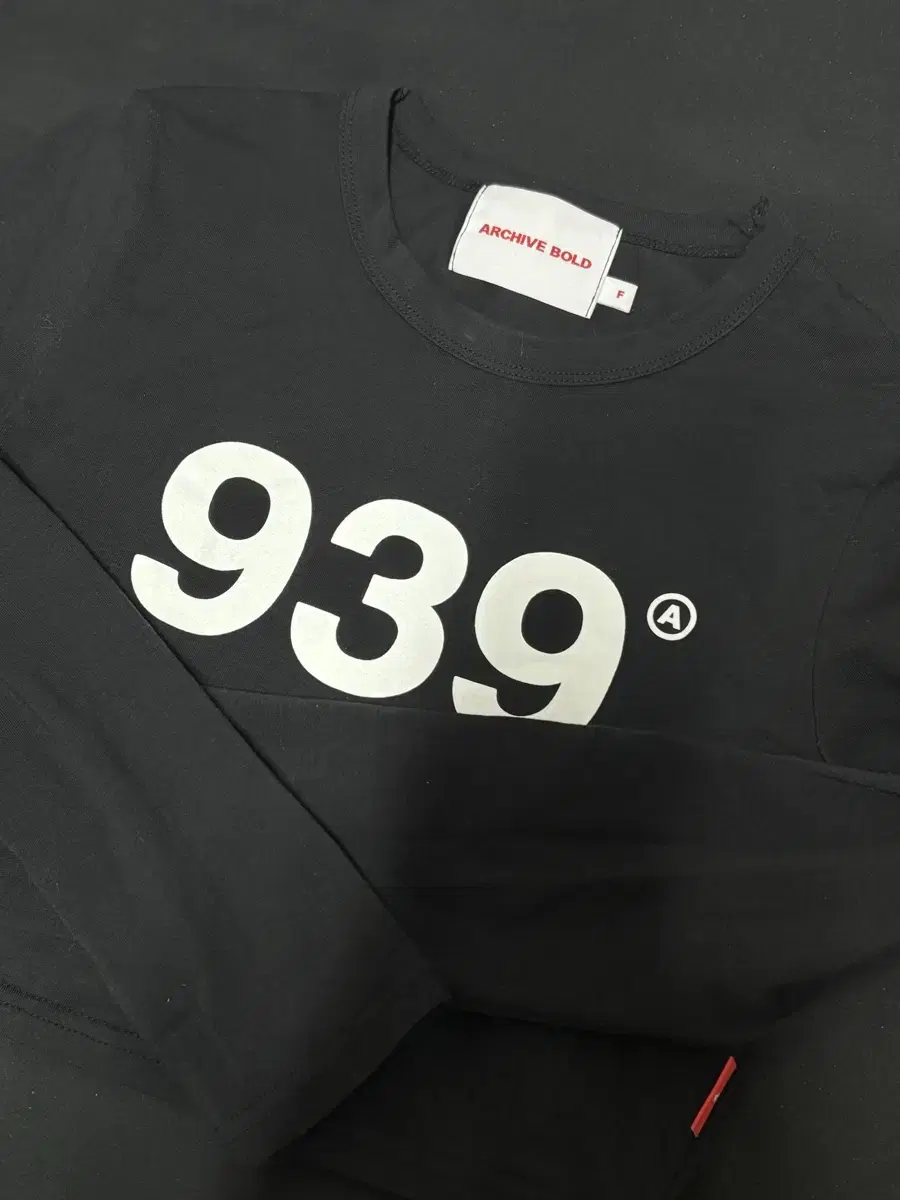 ARCHIVE BOLD
F
939 Ⓐ